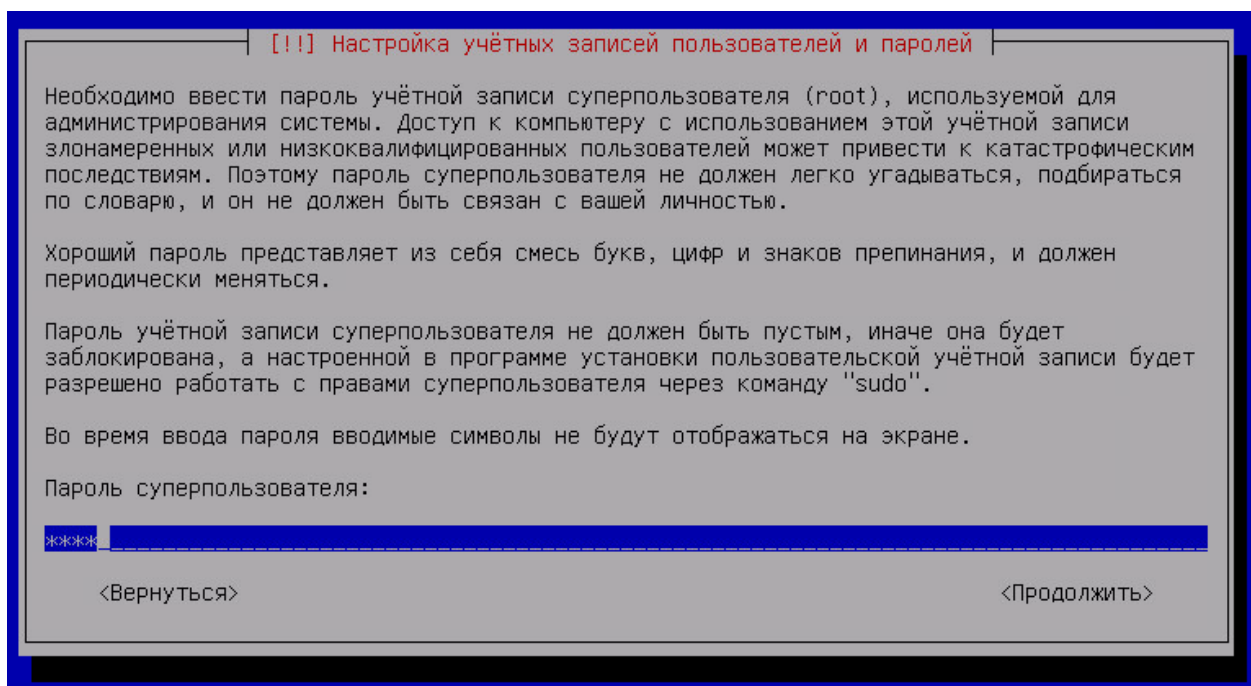 [!!] Настройка учётных записей пользователей и паролей
Необходимо ввести пароль учётной записи суперпользователя (root), используемой для
администрирования системы. Доступ к компьютеру с использованием этой учётной записи
злонамеренных или низкоквалифицированных пользователей может привести к катастрофическим
последствиям. Поэтому пароль суперпользователя не должен легко угадываться, подбираться
по словарю, и он не должен быть связан с вашей личностью.
Хороший пароль представляет из себя смесь букв, цифр и знаков препинания, и должен
периодически меняться.
Пароль учётной записи суперпользователя не должен быть пустым, иначе она будет
заблокирована, а настроенной в программе установки пользовательской учётной записи будет
разрешено работать с правами суперпользователя через команду "sudo".
Во время ввода пароля вводимые символы не будут отображаться на экране.
Пароль суперпользователя:
****
<Вернуться> <Продолжить>